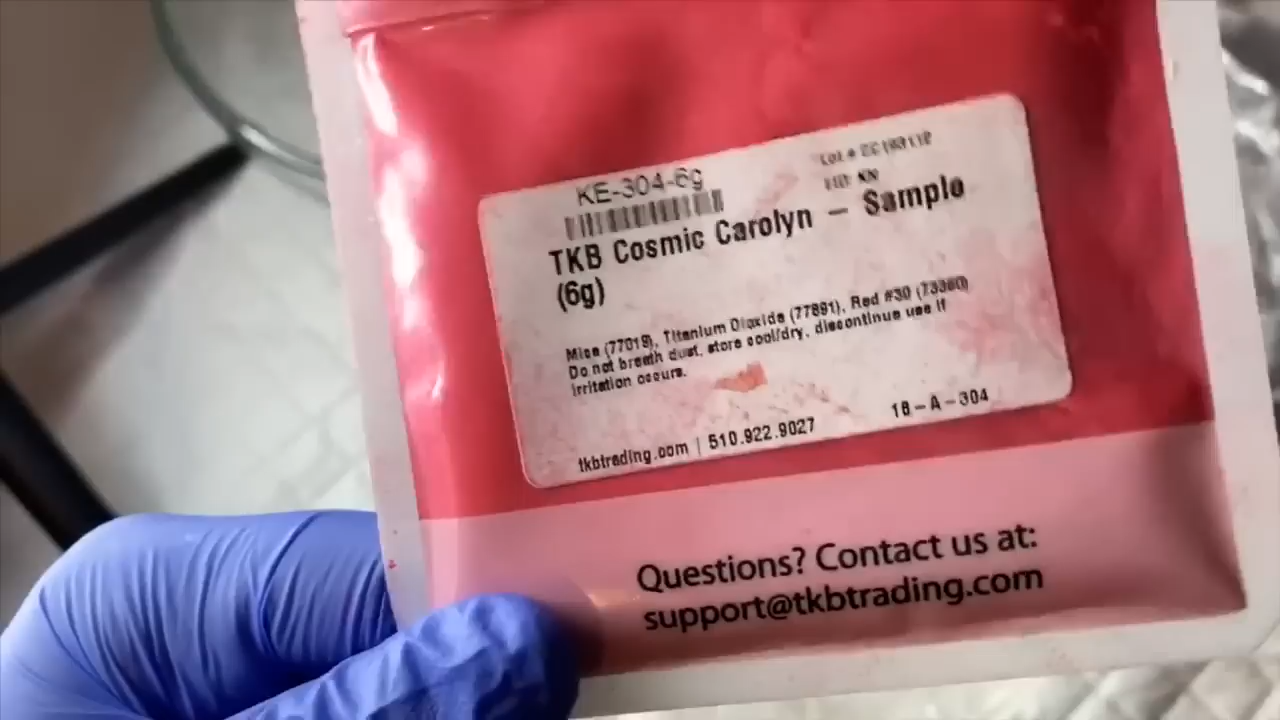 KE-304-6g
Lot #
TKB Cosmic Carolyn – Sample
(6g)
Mica (77019), Titanium Dioxide (77891), Red #30 (73360)
Do not breath dust, store cool/dry, discontinue use if
irritation occurs.
tkbtrading.com | 510.922.9027
18-A-304
Questions? Contact us at:
support@tkbtrading.com